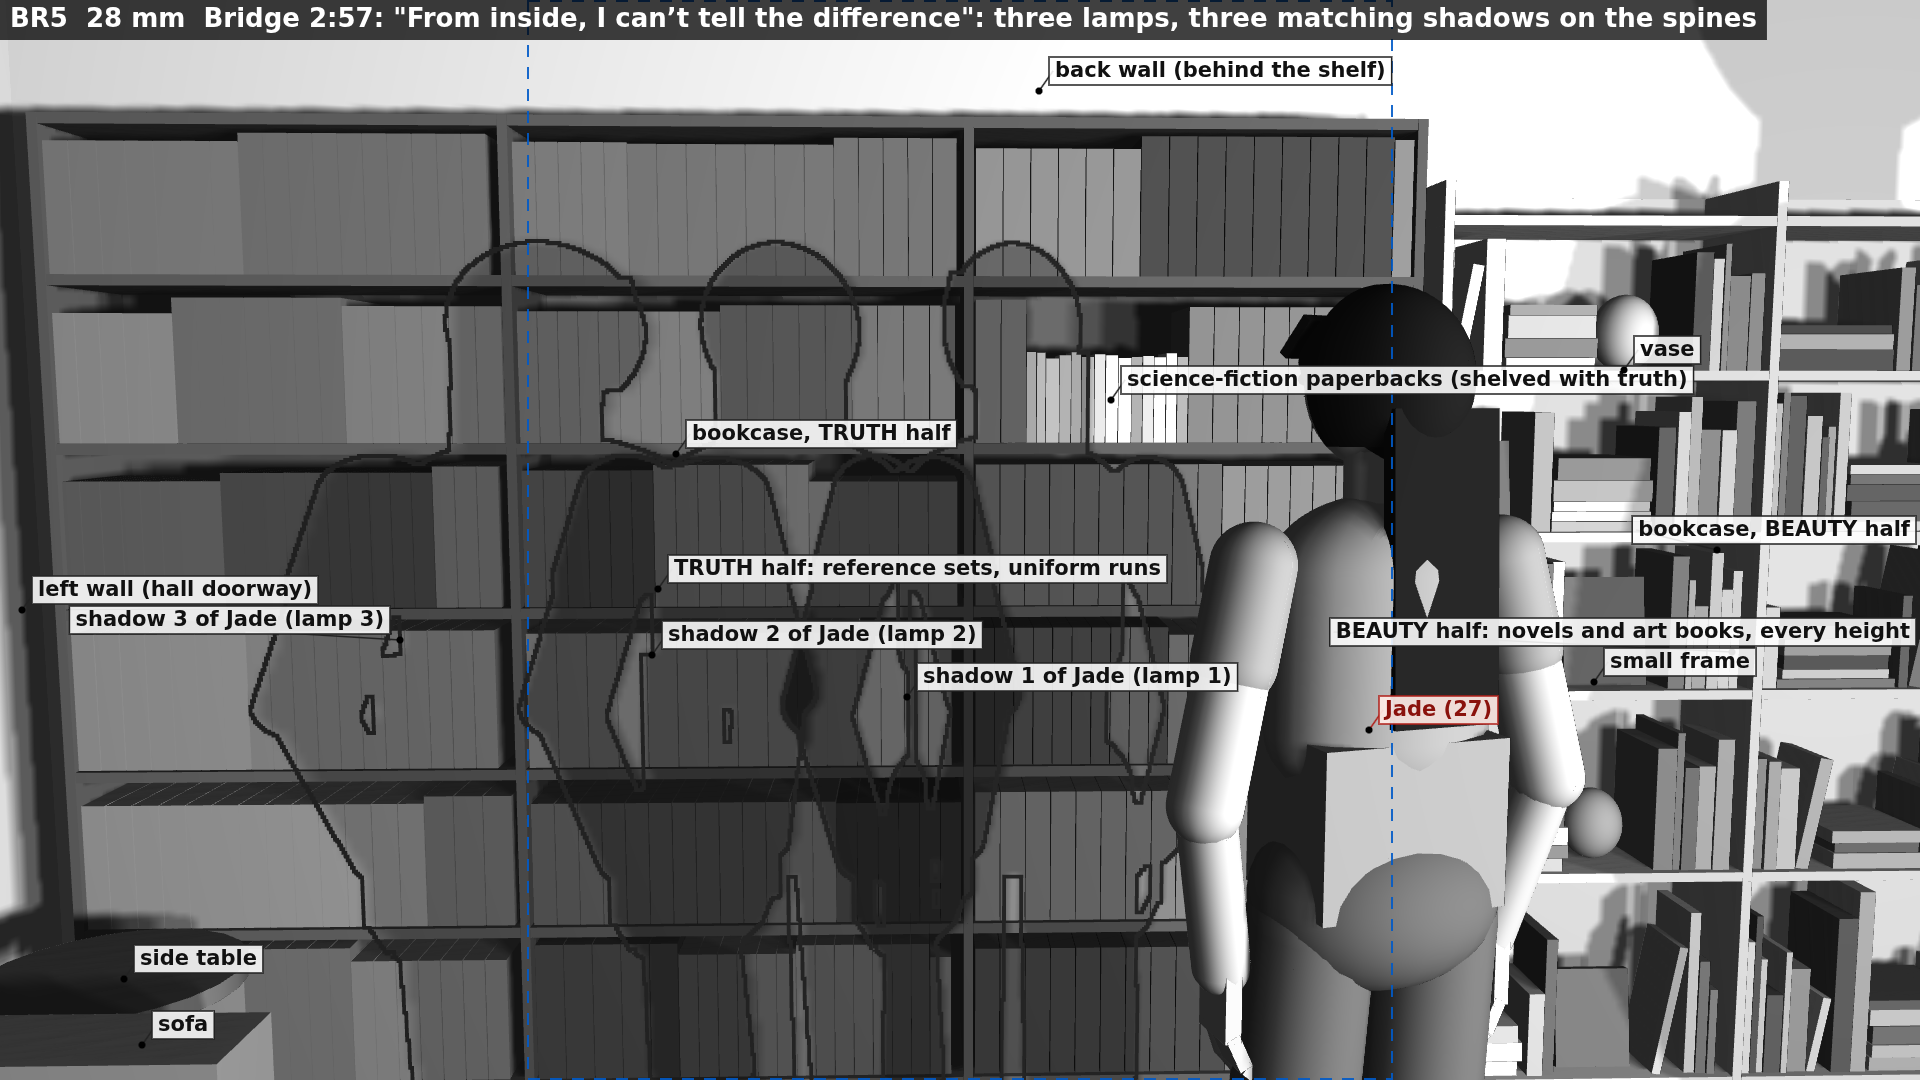 BR5  28 mm  Bridge 2:57: "From inside, I can’t tell the difference": three lamps, three matching shadows on the spines
back wall (behind the shelf)
vase
science-fiction paperbacks (shelved with truth)
bookcase, TRUTH half
bookcase, BEAUTY half
TRUTH half: reference sets, uniform runs
left wall (hall doorway)
shadow 3 of Jade (lamp 3)
shadow 2 of Jade (lamp 2)
BEAUTY half: novels and art books, every height
small frame
shadow 1 of Jade (lamp 1)
Jade (27)
side table
sofa